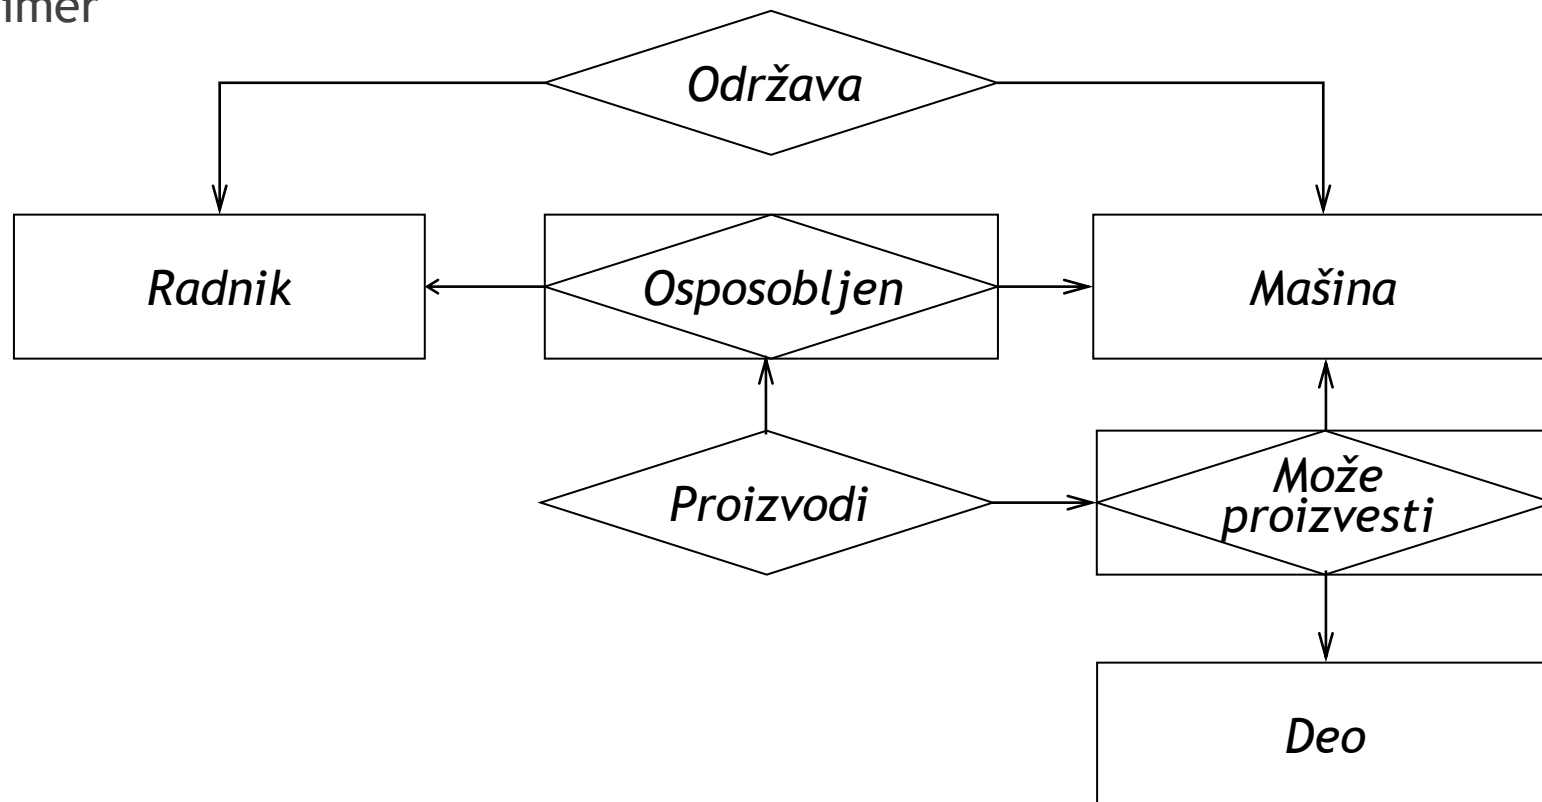 imer
Održava
Radnik
Osposobljen
Mašina
Proizvodi
Može
proizvesti
Deo